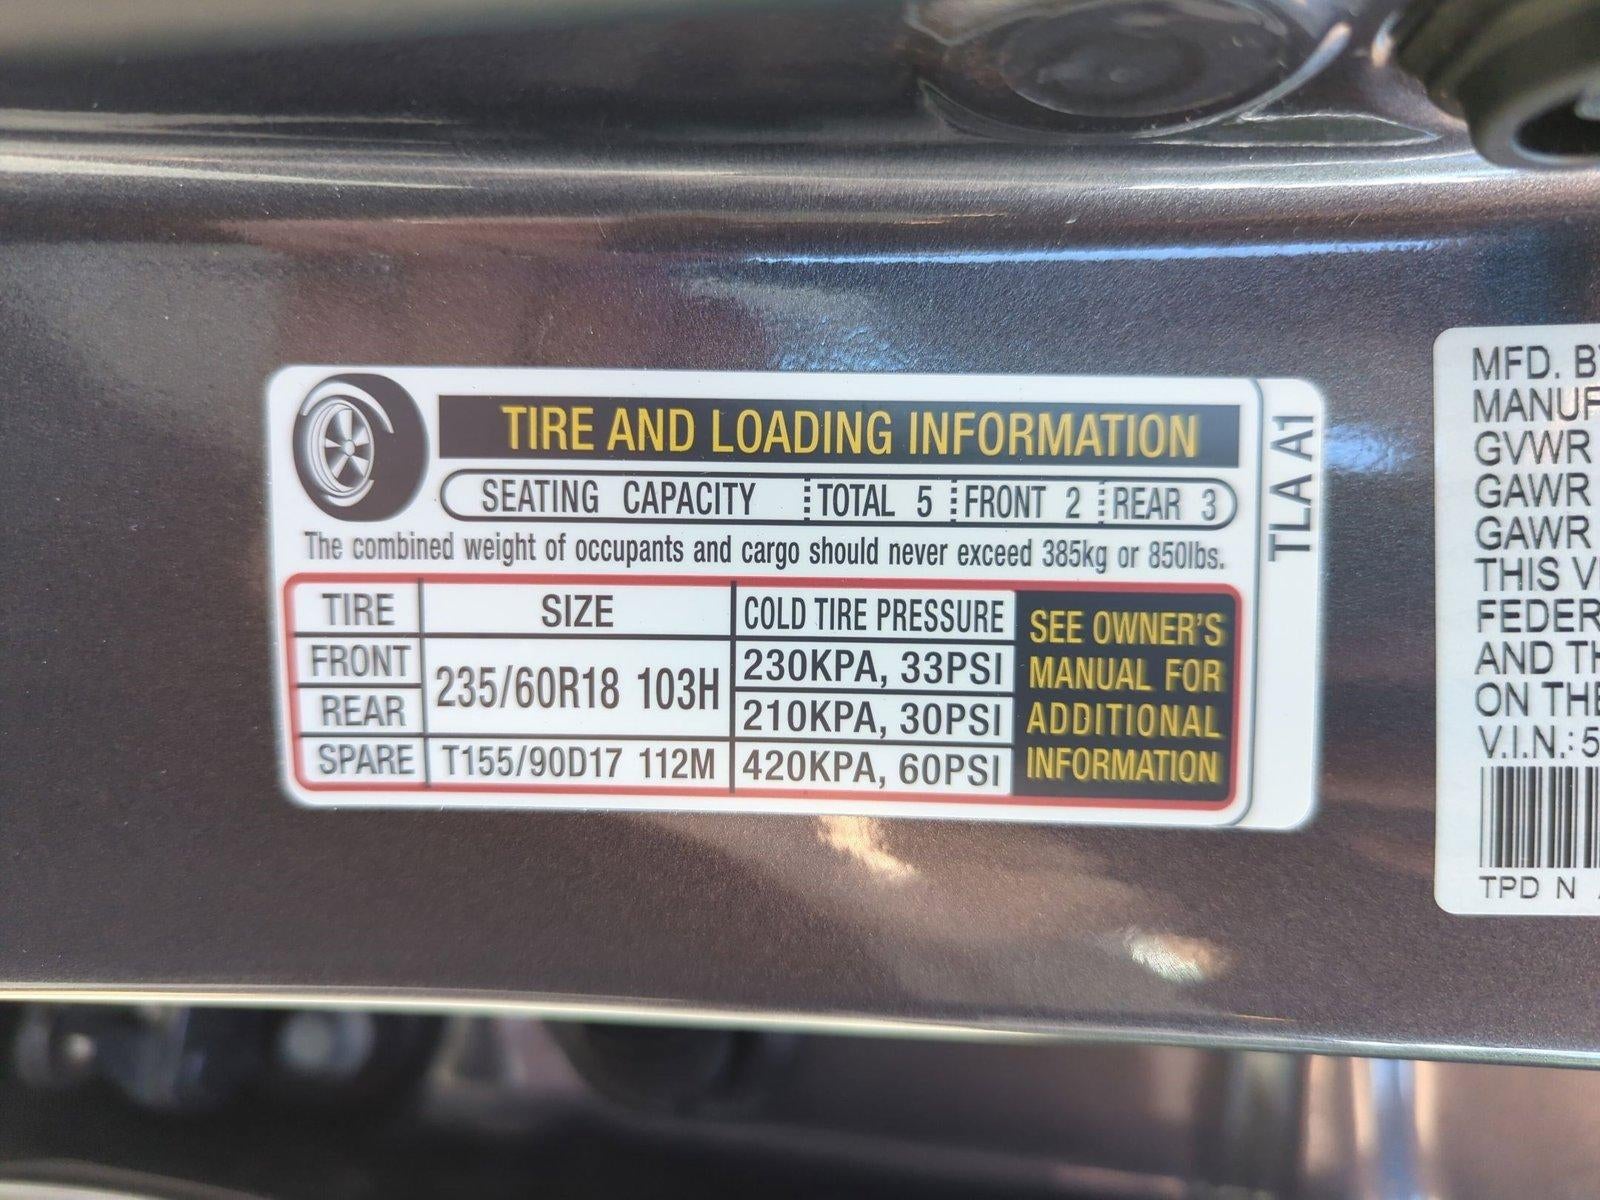 TIRE AND LOADING INFORMATION
SEATING CAPACITY TOTAL 5 FRONT 2 REAR 3
The combined weight of occupants and cargo should never exceed 385kg or 850lbs.
TIRE SIZE COLD TIRE PRESSURE
FRONT 235/60R18 103H 230KPA, 33PSI
REAR 210KPA, 30PSI
SPARE T155/90D17 112M 420KPA, 60PSI
SEE OWNER'S
MANUAL FOR
ADDITIONAL
INFORMATION
TLA A1
MFD. B
MANUF
GVWR
GAWR
GAWR
THIS V
FEDER
AND TH
ON THE
V.I.N.: 5
TPD N